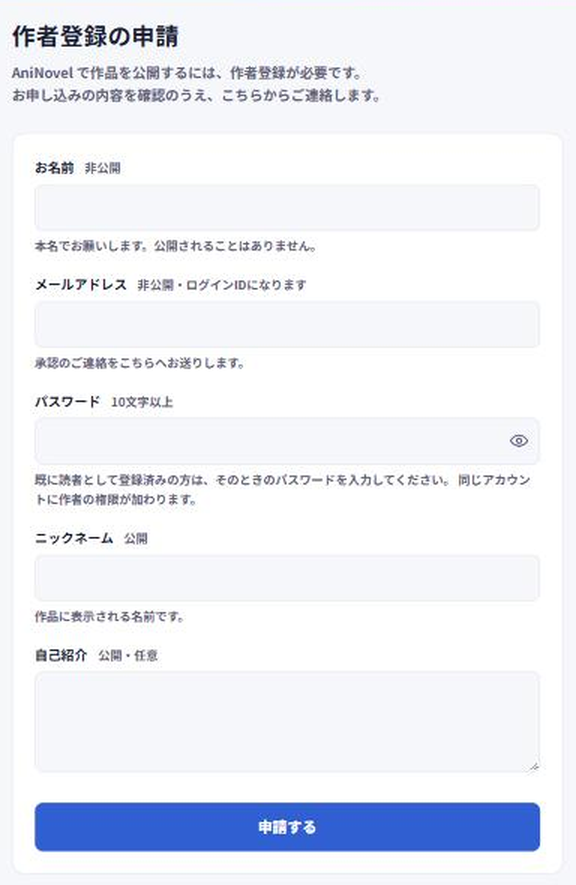 作者登録の申請
AniNovel で作品を公開するには、作者登録が必要です。
お申し込みの内容を確認のうえ、こちらからご連絡します。
お名前 非公開
本名でお願いします。公開されることはありません。
メールアドレス 非公開・ログインIDになります
承認のご連絡をこちらへお送りします。
パスワード 10文字以上
既に読者として登録済みの方は、そのときのパスワードを入力してください。 同じアカウン
トに作者の権限が加わります。
ニックネーム 公開
作品に表示される名前です。
自己紹介 公開・任意
申請する